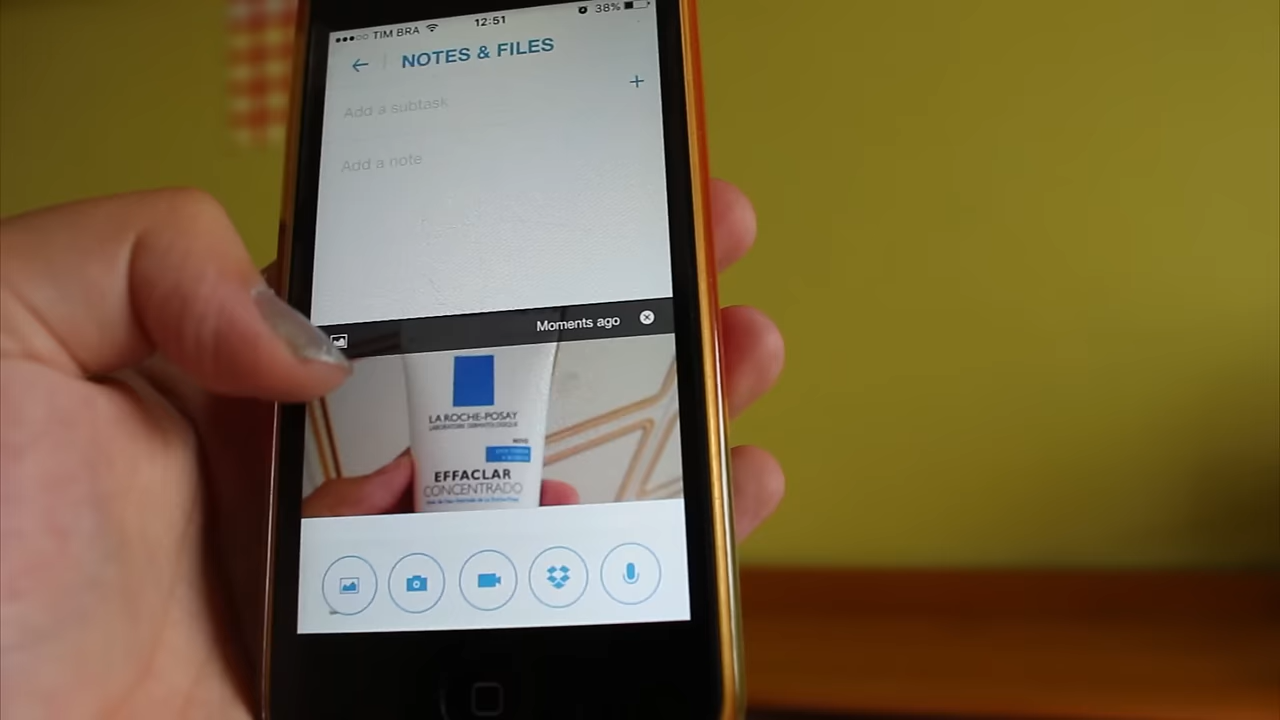 TIM BRA 12:51 38%
NOTES & FILES
+
Add a subtask
Add a note
Moments ago
LA ROCHE-POSAY
LABORATOIRE DERMATOLOGIQUE
NOVO
EFFACLAR
CONCENTRADO